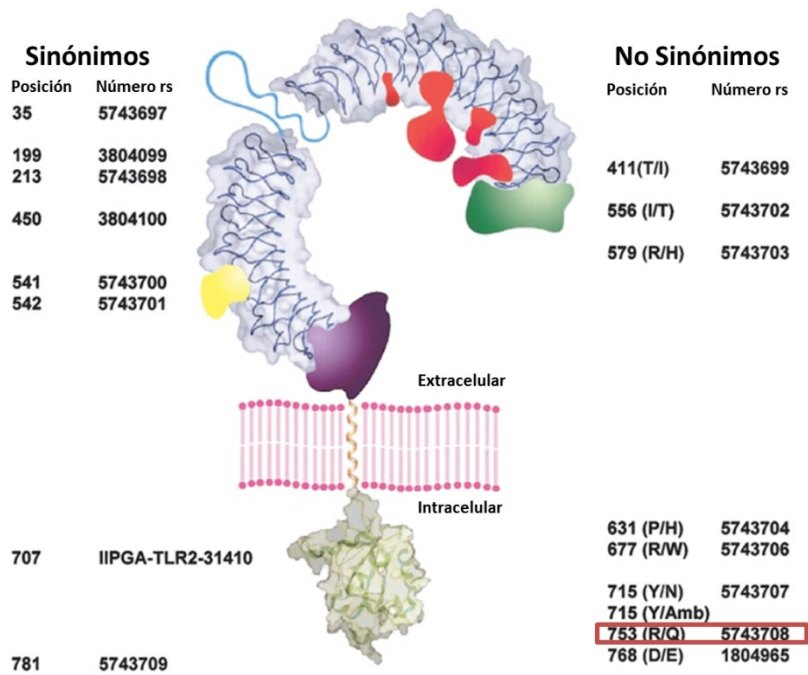 Sinónimos
Posición Número rs
35 5743697
199 3804099
213 5743698
450 3804100
541 5743700
542 5743701
707 IIPGA-TLR2-31410
781 5743709
Extracelular
Intracelular
No Sinónimos
Posición Número rs
411(T/I) 5743699
556 (I/T) 5743702
579 (R/H) 5743703
631 (P/H) 5743704
677 (R/W) 5743706
715 (Y/N) 5743707
715 (Y/Amb)
753 (R/Q) 5743708
768 (D/E) 1804965